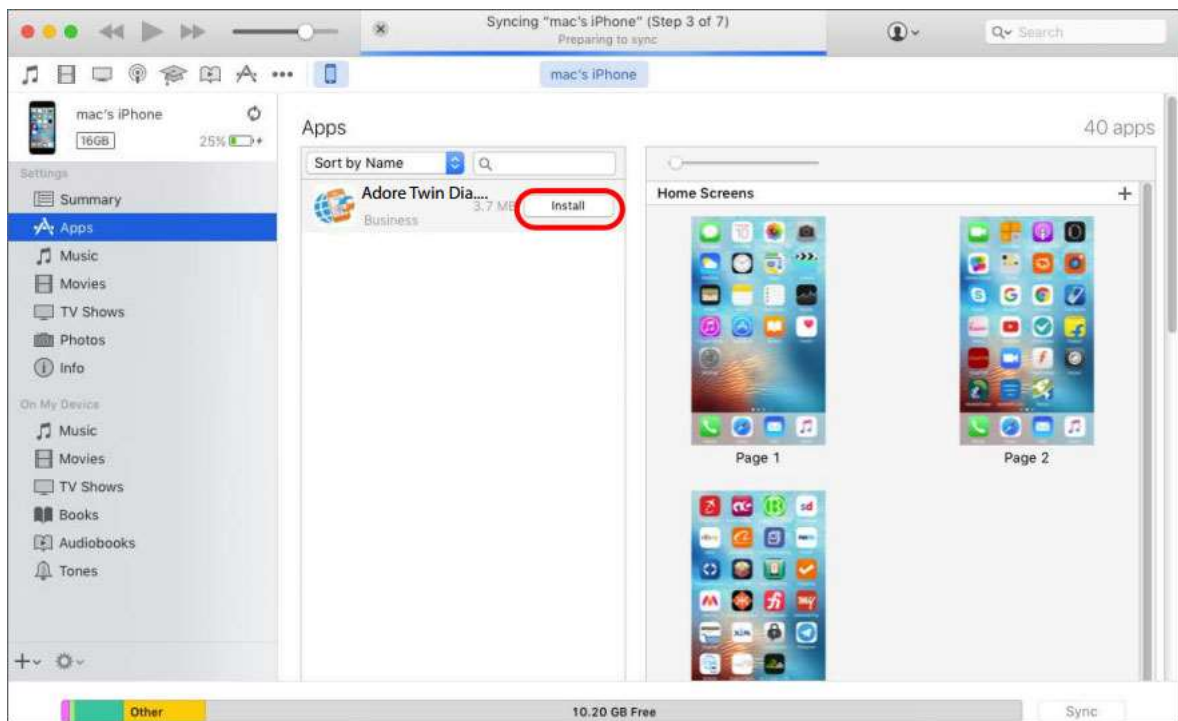 Syncing "mac's iPhone" (Step 3 of 7)
Preparing to sync
Search
mac's iPhone
mac's iPhone
16GB
25%
Settings
Summary
Apps
Music
Movies
TV Shows
Photos
Info
On My Device
Music
Movies
TV Shows
Books
Audiobooks
Tones
Apps
40 apps
Sort by Name
Adore Twin Dia....
3.7 MB
Install
Business
Home Screens
Page 1
Page 2
Other
10.20 GB Free
Sync